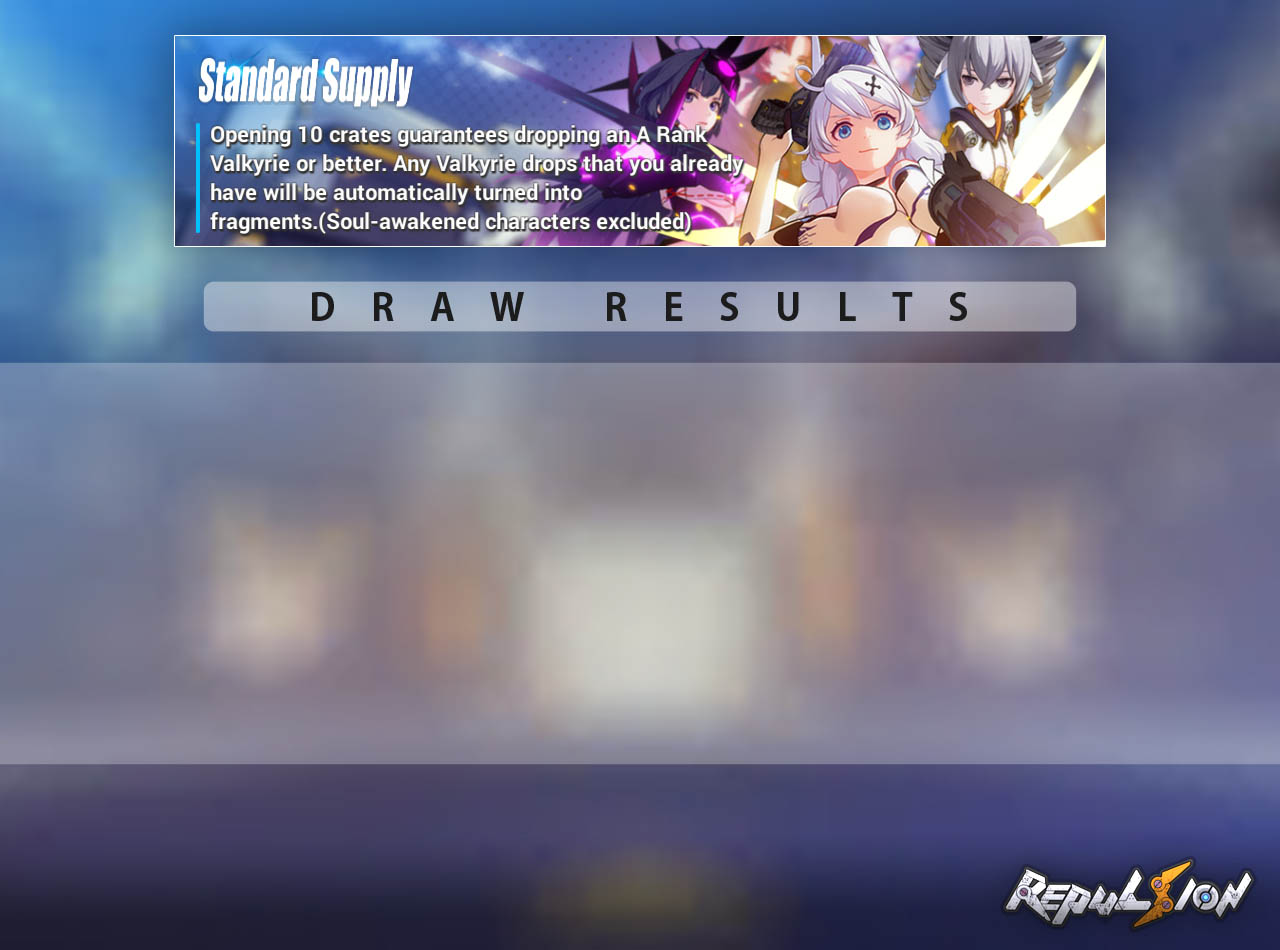 Standard Supply
Opening 10 crates guarantees dropping an A Rank
Valkyrie or better. Any Valkyrie drops that you already
have will be automatically turned into
fragments.(Soul-awakened characters excluded)
DRAW RESULTS
REPULSION